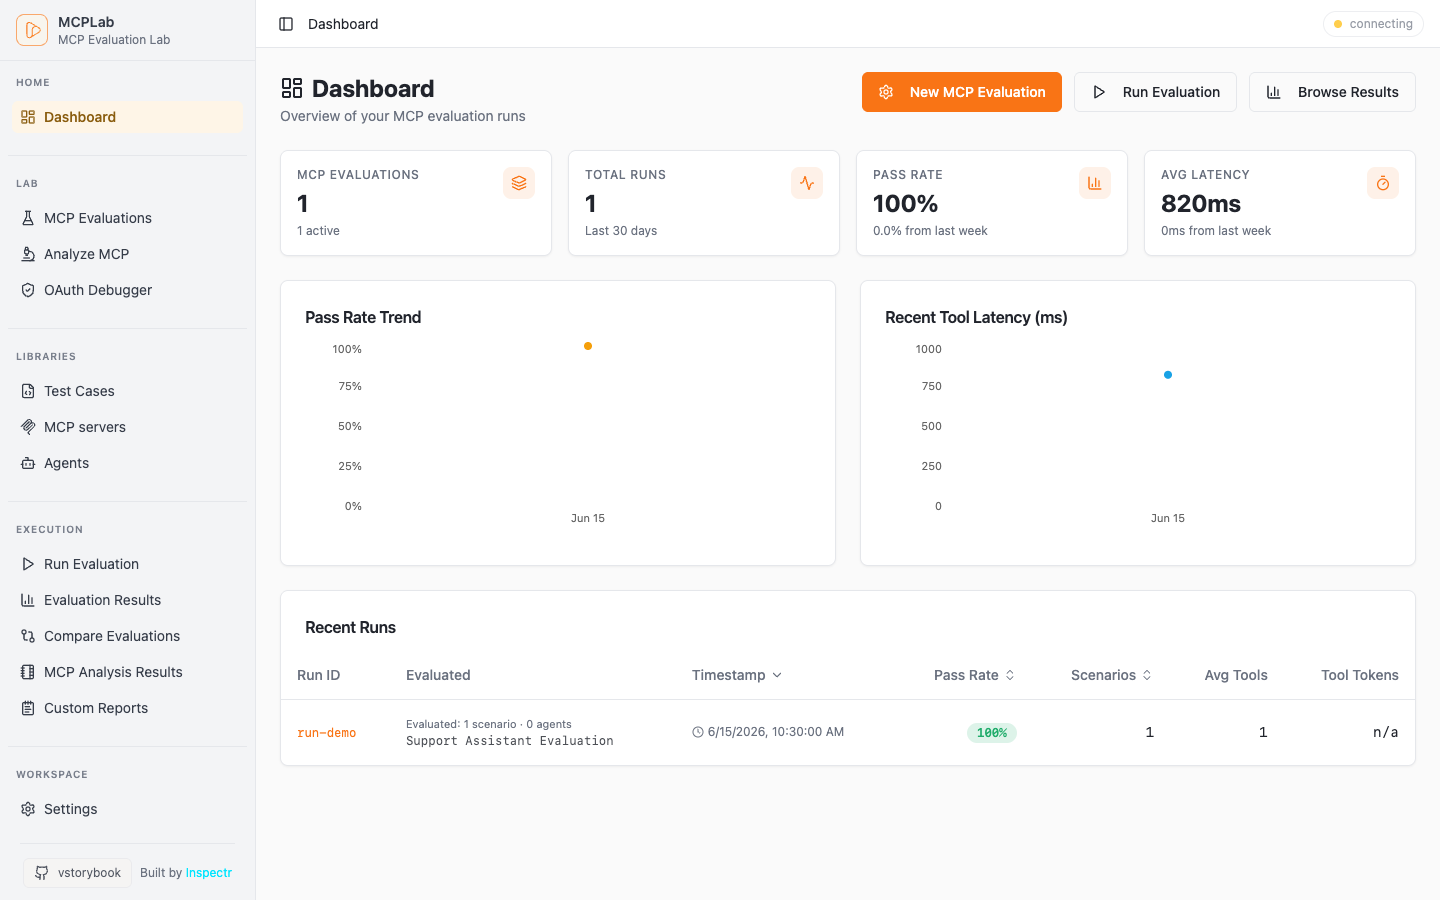 MCPLab
MCP Evaluation Lab
HOME
Dashboard
LAB
MCP Evaluations
Analyze MCP
OAuth Debugger
LIBRARIES
Test Cases
MCP servers
Agents
EXECUTION
Run Evaluation
Evaluation Results
Compare Evaluations
MCP Analysis Results
Custom Reports
WORKSPACE
Settings
vstorybook Built by Inspectr
Dashboard
connecting
Dashboard
Overview of your MCP evaluation runs
New MCP Evaluation Run Evaluation Browse Results
MCP EVALUATIONS
1
1 active
TOTAL RUNS
1
Last 30 days
PASS RATE
100%
0.0% from last week
AVG LATENCY
820ms
0ms from last week
Pass Rate Trend
100%
75%
50%
25%
0%
Jun 15
Recent Tool Latency (ms)
1000
750
500
250
0
Jun 15
Recent Runs
Run ID Evaluated Timestamp Pass Rate Scenarios Avg Tools Tool Tokens
Evaluated: 1 scenario · 0 agents
run-demo Support Assistant Evaluation 6/15/2026, 10:30:00 AM 100% 1 1 n/a